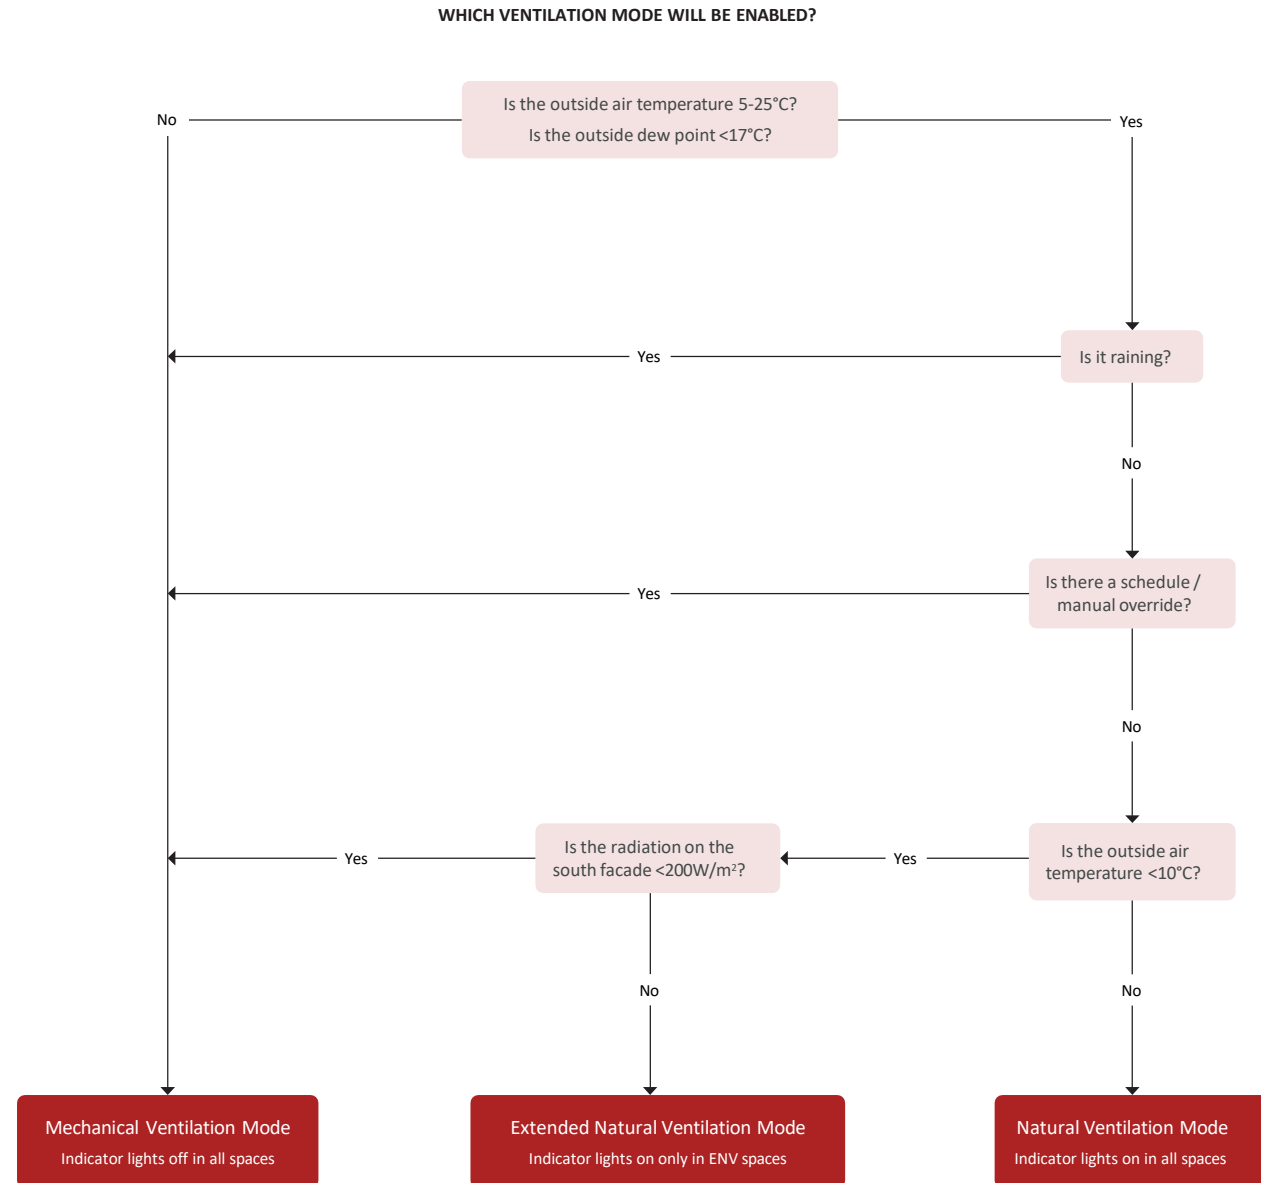 WHICH VENTILATION MODE WILL BE ENABLED?
Is the outside air temperature 5-25°C?
Is the outside dew point <17°C?
No
Yes
Is it raining?
Yes
No
Is there a schedule /
manual override?
Yes
No
Is the outside air
temperature <10°C?
Yes
Is the radiation on the
south facade <200W/m²?
Yes
No
No
Mechanical Ventilation Mode
Indicator lights off in all spaces
Extended Natural Ventilation Mode
Indicator lights on only in ENV spaces
Natural Ventilation Mode
Indicator lights on in all spaces